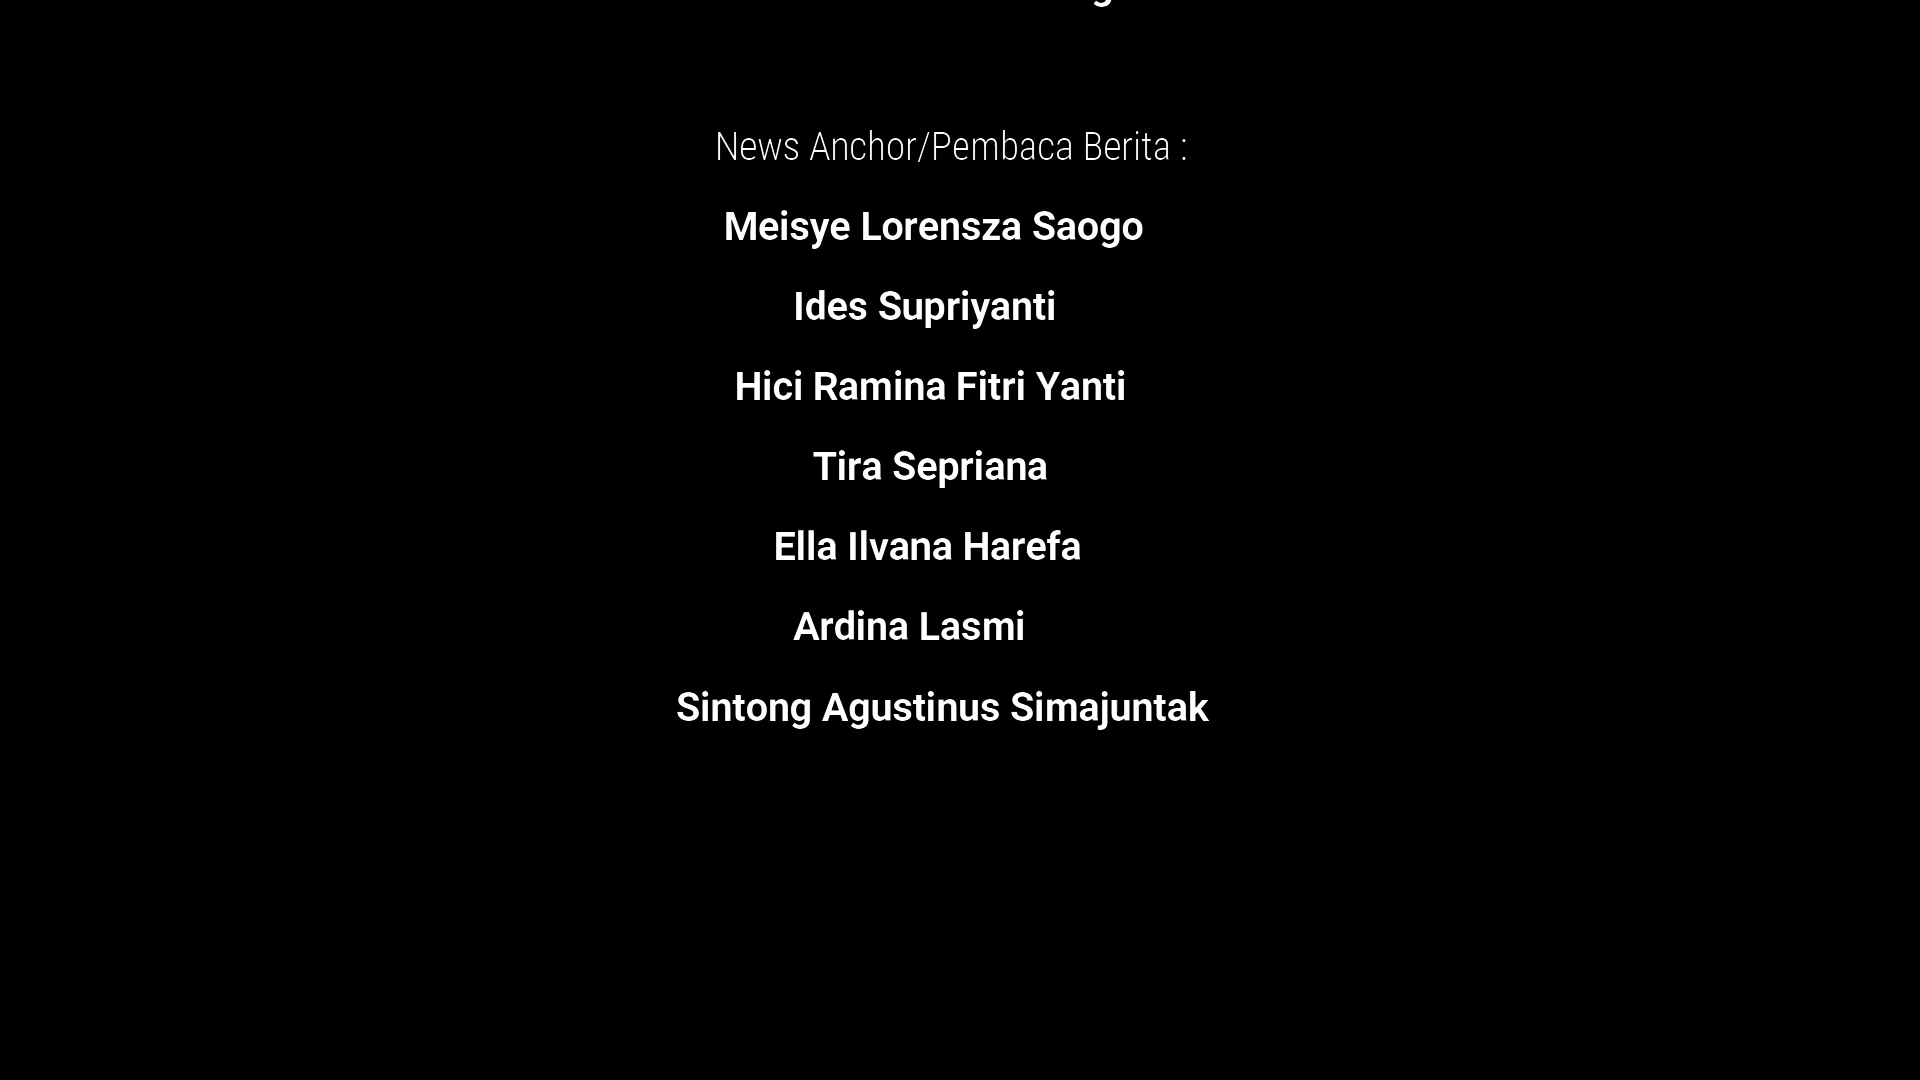 News Anchor/Pembaca Berita :
Meisye Lorensza Saogo
Ides Supriyanti
Hici Ramina Fitri Yanti
Tira Sepriana
Ella Ilvana Harefa
Ardina Lasmi
Sintong Agustinus Simajuntak